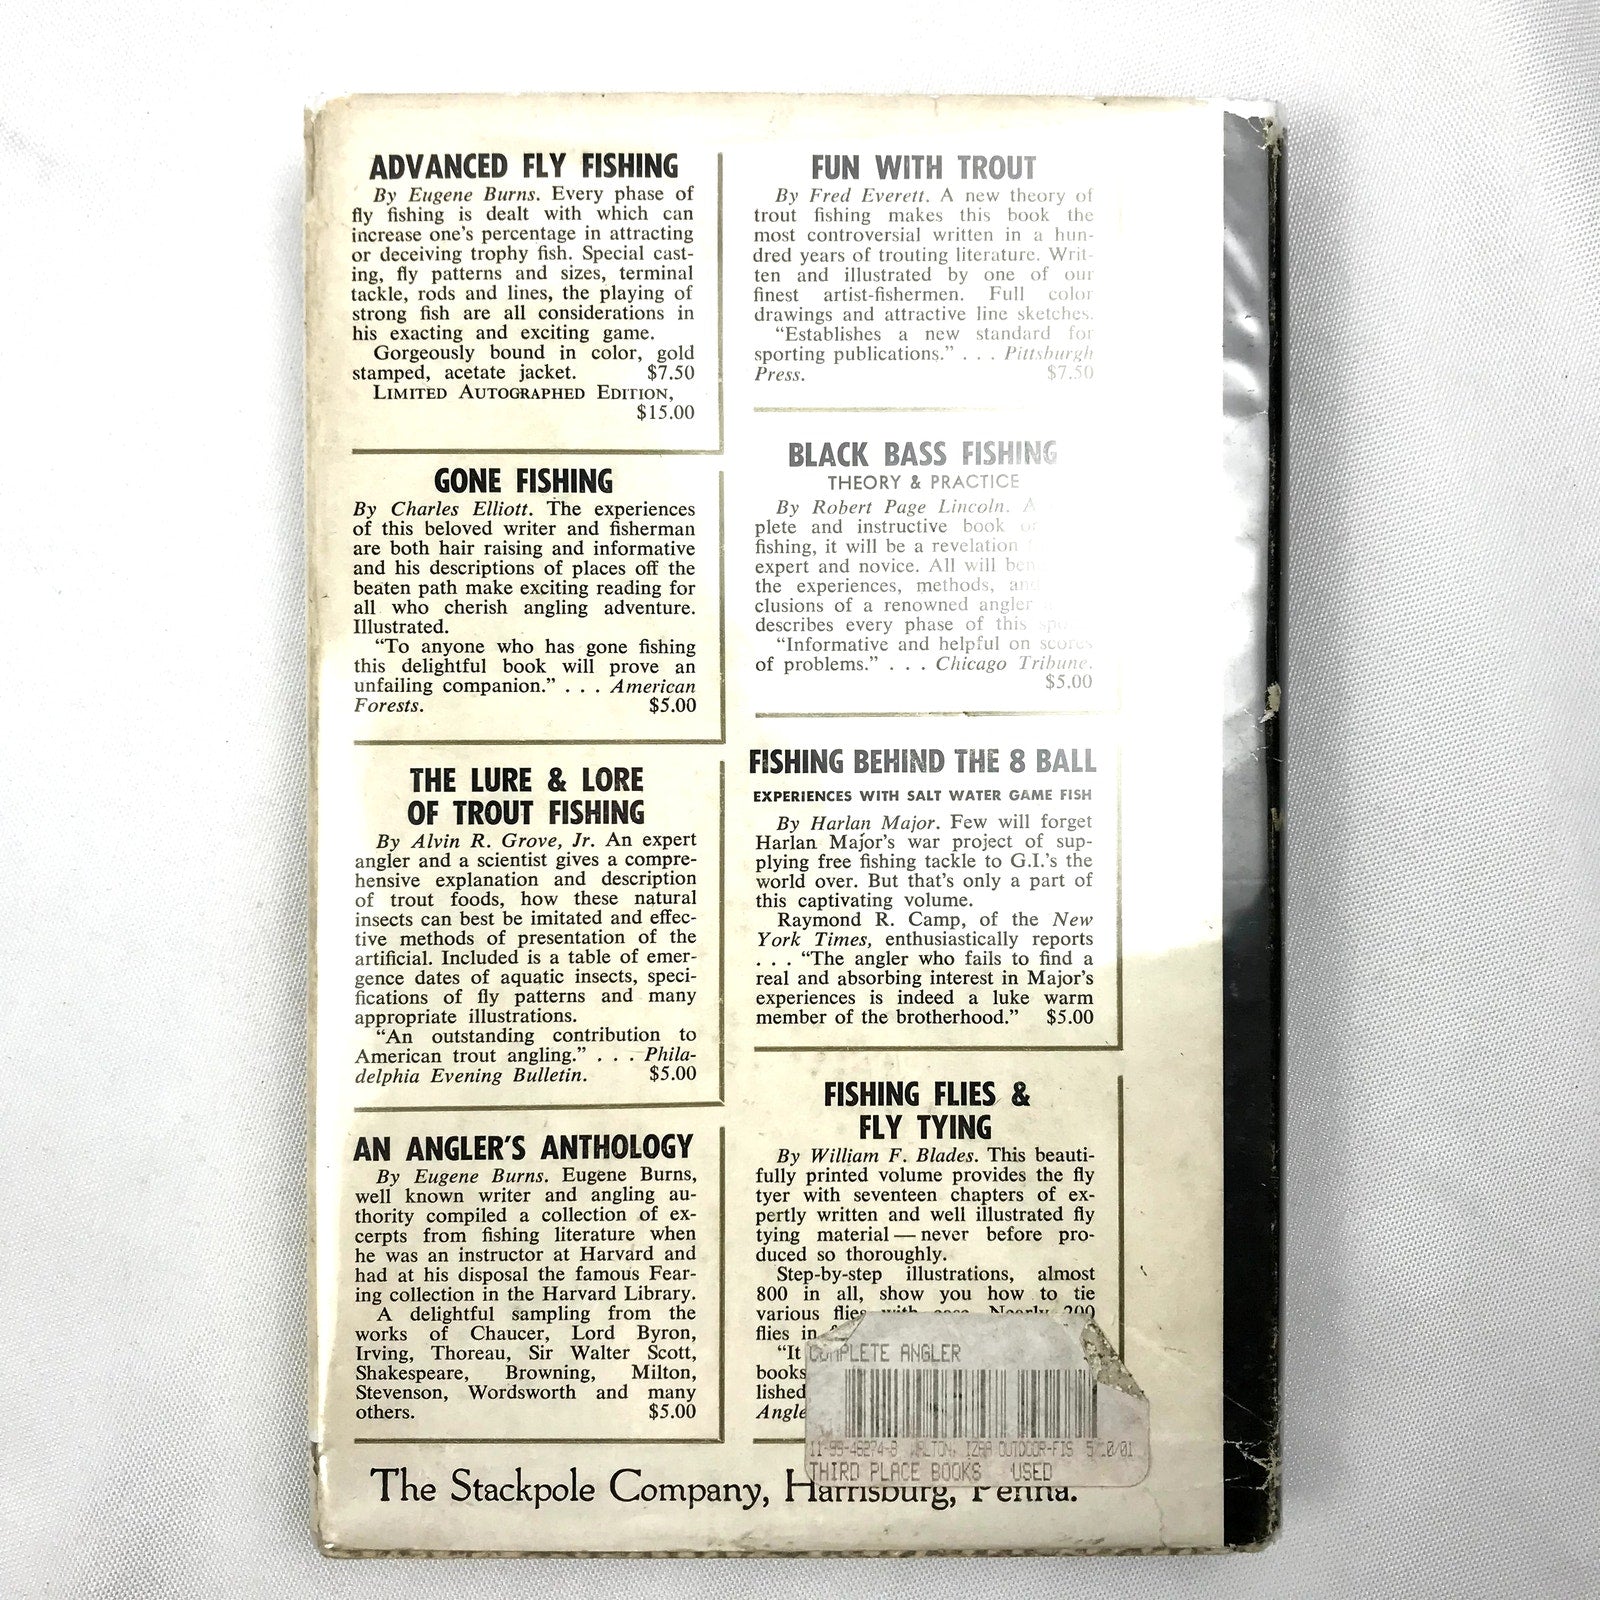 ADVANCED FLY FISHING
By Eugene Burns. Every phase of
fly fishing is dealt with which can
increase one's percentage in attracting
or deceiving trophy fish. Special cast-
ing, fly patterns and sizes, terminal
tackle, rods and lines, the playing of
strong fish are all considerations in
his exacting and exciting game.
Gorgeously bound in color, gold
stamped, acetate jacket. $7.50
LIMITED AUTOGRAPHED EDITION,
$15.00
GONE FISHING
By Charles Elliott. The experiences
of this beloved writer and fisherman
are both hair raising and informative
and his descriptions of places off the
beaten path make exciting reading for
all who cherish angling adventure.
Illustrated.
“To anyone who has gone fishing
this delightful book will prove an
unfailing companion.” . . . American
Forests. $5.00
THE LURE & LORE
OF TROUT FISHING
By Alvin R. Grove, Jr. An expert
angler and a scientist gives a compre-
hensive explanation and description
of trout foods, how these natural
insects can best be imitated and effec-
tive methods of presentation of the
artificial. Included is a table of emer-
gence dates of aquatic insects, speci-
fications of fly patterns and many
appropriate illustrations.
“An outstanding contribution to
American trout angling.” . . . Phila-
delphia Evening Bulletin. $5.00
AN ANGLER'S ANTHOLOGY
By Eugene Burns. Eugene Burns,
well known writer and angling au-
thority compiled a collection of ex-
cerpts from fishing literature when
he was an instructor at Harvard and
had at his disposal the famous Fear-
ing collection in the Harvard Library.
A delightful sampling from the
works of Chaucer, Lord Byron,
Irving, Thoreau, Sir Walter Scott,
Shakespeare, Browning, Milton,
Stevenson, Wordsworth and many
others. $5.00
FUN WITH TROUT
By Fred Everett. A new theory of
trout fishing makes this book the
most controversial written in a hun-
dred years of trouting literature. Writ-
ten and illustrated by one of our
finest artist-fishermen. Full color
drawings and attractive line sketches.
“Establishes a new standard for
sporting publications.” . . . Pittsburgh
Press. $7.50
BLACK BASS FISHING
THEORY & PRACTICE
By Robert Page Lincoln. A
plete and instructive book
fishing, it will be a revelation
expert and novice. All will
the experiences, methods,
clusions of a renowned angler
describes every phase of this
“Informative and helpful on scores
of problems.” . . . Chicago Tribune.
$5.00
FISHING BEHIND THE 8 BALL
EXPERIENCES WITH SALT WATER GAME FISH
By Harlan Major. Few will forget
Harlan Major's war project of sup-
plying free fishing tackle to G.I.'s the
world over. But that's only a part of
this captivating volume.
Raymond R. Camp, of the New
York Times, enthusiastically reports
. . . “The angler who fails to find a
real and absorbing interest in Major's
experiences is indeed a luke warm
member of the brotherhood.” $5.00
FISHING FLIES &
FLY TYING
By William F. Blades. This beauti-
fully printed volume provides the fly
tyer with seventeen chapters of ex-
pertly written and well illustrated fly
tying material — never before pro-
duced so thoroughly.
Step-by-step illustrations, almost
800 in all, show you how to tie
various flies with ease. Nearly 200
flies in
“It
books
lished
COMPLETE ANGLER
WALTON, IZAA OUTDOOR-FIS 5/10/01
THIRD PLACE BOOKS USED
The Stackpole Company, Harrisburg, Penna.